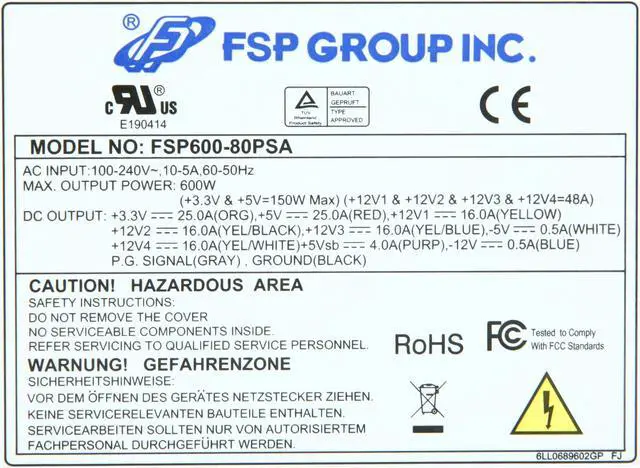 ® FSP GROUP INC.
c RU ® US
E190414
TÜV Rheinland Product Safety
BAUART
GEPRUFT
TYPE
APPROVED
CE
MODEL NO: FSP600-80PSA
AC INPUT:100-240V~,10-5A,60-50Hz
MAX. OUTPUT POWER: 600W
(+3.3V & +5V=150W Max) (+12V1 & +12V2 & +12V3 & +12V4=48A)
DC OUTPUT: +3.3V ⎓ 25.0A(ORG),+5V ⎓ 25.0A(RED),+12V1 ⎓ 16.0A(YELLOW)
+12V2 ⎓ 16.0A(YEL/BLACK),+12V3 ⎓ 16.0A(YEL/BLUE),-5V ⎓ 0.5A(WHITE)
+12V4 ⎓ 16.0A(YEL/WHITE)+5Vsb ⎓ 4.0A(PURP),-12V ⎓ 0.5A(BLUE)
P.G. SIGNAL(GRAY) , GROUND(BLACK)
CAUTION! HAZARDOUS AREA
SAFETY INSTRUCTIONS:
DO NOT REMOVE THE COVER
NO SERVICEABLE COMPONENTS INSIDE.
REFER SERVICING TO QUALIFIED SERVICE PERSONNEL.
WARNUNG! GEFAHRENZONE
SICHERHEITSHINWEISE:
VOR DEM ÖFFNEN DES GERÄTES NETZSTECKER ZIEHEN.
KEINE SERVICERELEVANTEN BAUTEILE ENTHALTEN.
SERVICEARBEITEN SOLLTEN NUR VON AUTORISIERTEM
FACHPERSONAL DURCHGEFÜHRT WERDEN.
RoHS
FC Tested to Comply
With FCC Standards
6LL0689602GP FJ